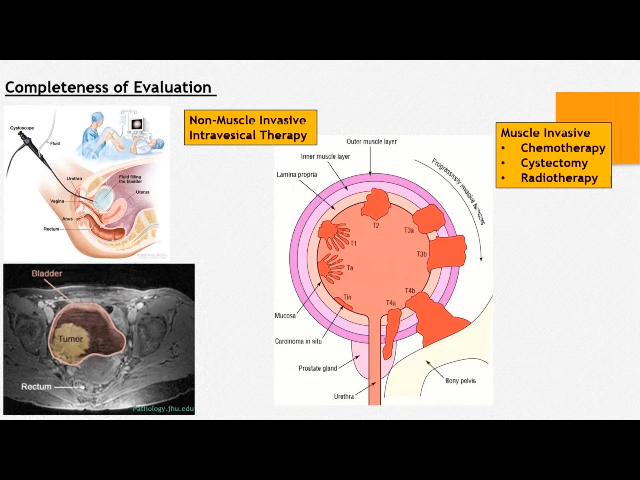 Completeness of Evaluation
Non-Muscle Invasive
Intravesical Therapy
Muscle Invasive
• Chemotherapy
• Cystectomy
• Radiotherapy
Cystoscope
Fluid
Urethra
Vagina
Anus
Rectum
Fluid filling
the bladder
Uterus
Bladder
Tumor
Rectum
Pathology.jhu.edu
Outer muscle layer
Inner muscle layer
Lamina propria
T1
Ta
Tis
T2
T3a
T3b
T4b
T4a
Mucosa
Carcinoma in situ
Prostate gland
Urethra
Bony pelvis